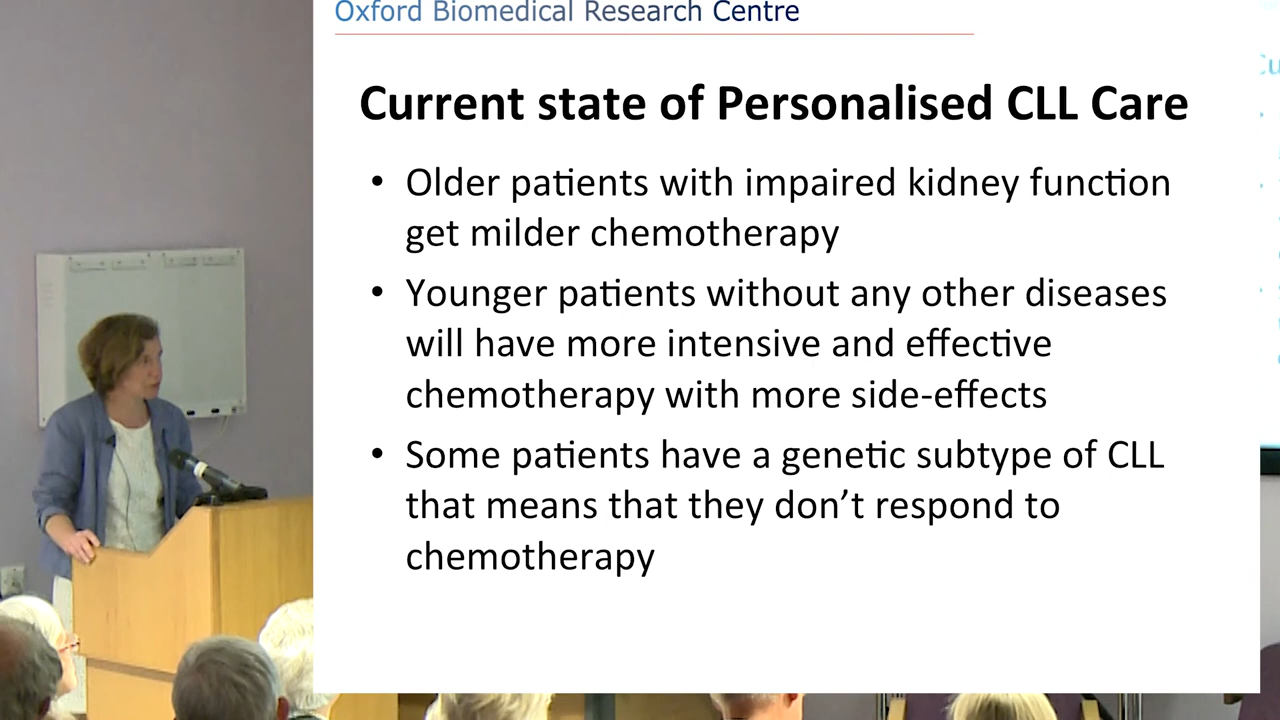 Oxford Biomedical Research Centre
Current state of Personalised CLL Care
• Older patients with impaired kidney function
get milder chemotherapy
• Younger patients without any other diseases
will have more intensive and effective
chemotherapy with more side-effects
• Some patients have a genetic subtype of CLL
that means that they don’t respond to
chemotherapy